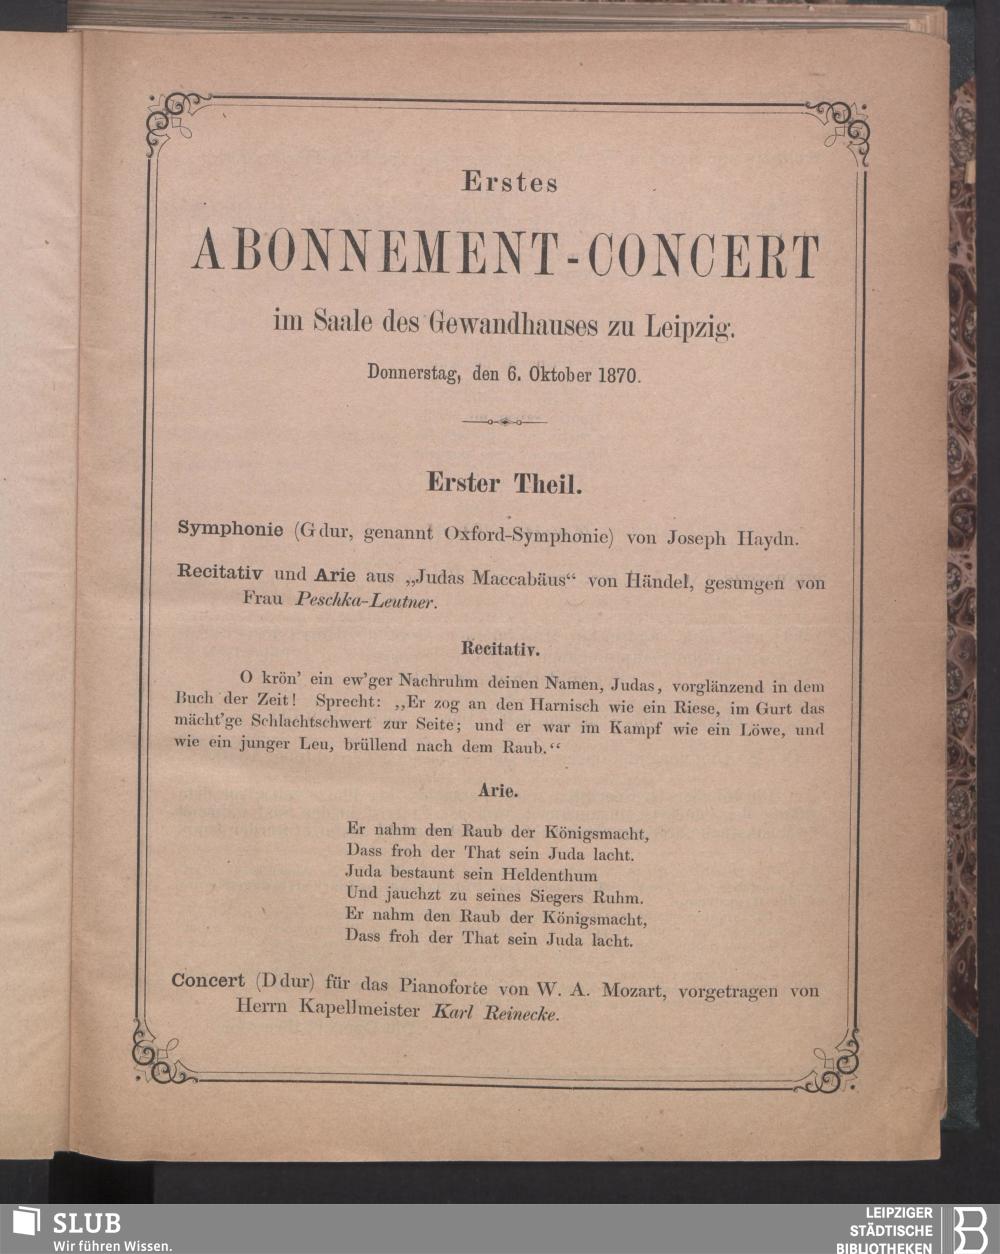 Erstes
ABONNEMENT-CONCERT
im Saale des Gewandhauses zu Leipzig.
Donnerstag, den 6. Oktober 1870.
Erster Theil.
Symphonie (G dur, genannt Oxford-Symphonie) von Joseph Haydn.
Recitativ und Arie aus „Judas Maccabäus“ von Händel, gesungen von
Frau Peschka-Leutner.
Recitativ.
O krön' ein ew'ger Nachruhm deinen Namen, Judas, vorglänzend in dem
Buch der Zeit! Sprecht: „Er zog an den Harnisch wie ein Riese, im Gurt das
mächt'ge Schlachtschwert zur Seite; und er war im Kampf wie ein Löwe, und
wie ein junger Leu, brüllend nach dem Raub.“
Arie.
Er nahm den Raub der Königsmacht,
Dass froh der That sein Juda lacht.
Juda bestaunt sein Heldenthum
Und jauchzt zu seines Siegers Ruhm.
Er nahm den Raub der Königsmacht,
Dass froh der That sein Juda lacht.
Concert (D dur) für das Pianoforte von W. A. Mozart, vorgetragen von
Herrn Kapellmeister Karl Reinecke.
SLUB
Wir führen Wissen.
LEIPZIGER
STÄDTISCHE
BIBLIOTHEKEN